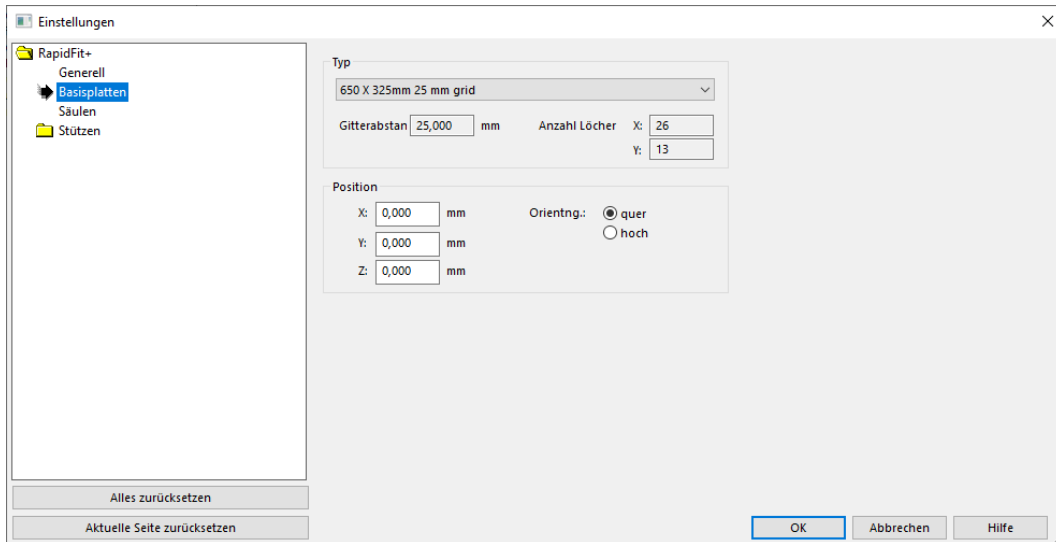 Einstellungen
RapidFit+
Generell
Basisplatten
Säulen
Stützen
Alles zurücksetzen
Aktuelle Seite zurücksetzen
Typ
650 X 325mm 25 mm grid
Gitterabstan 25,000 mm Anzahl Löcher X: 26
Y: 13
Position
X: 0,000 mm Orientng.: quer
hoch
Y: 0,000 mm
Z: 0,000 mm
OK Abbrechen Hilfe